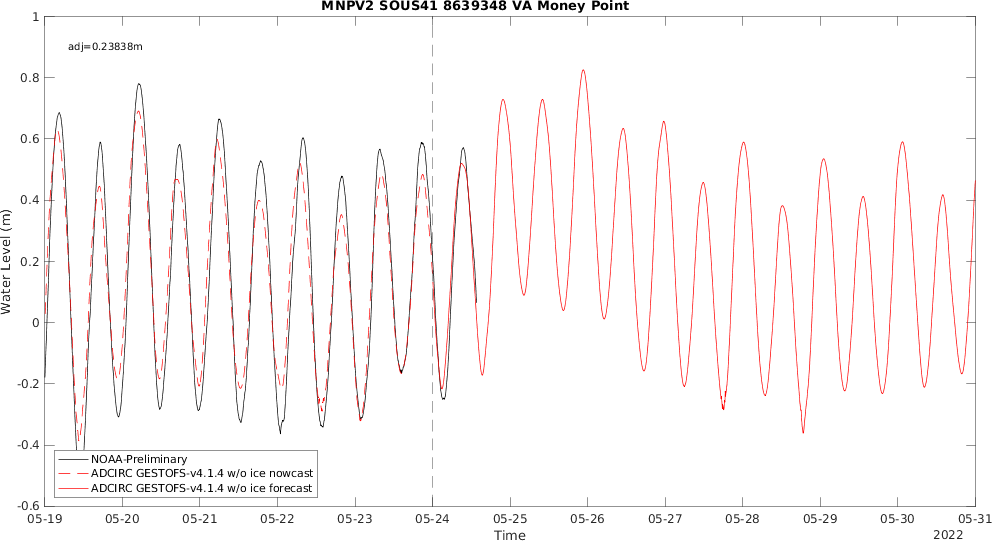 MNPV2 SOUS41 8639348 VA Money Point
adj=0.23838m
1
0.8
0.6
0.4
0.2
0
-0.2
-0.4
-0.6
Water Level (m)
NOAA-Preliminary
ADCIRC GESTOFS-v4.1.4 w/o ice nowcast
ADCIRC GESTOFS-v4.1.4 w/o ice forecast
05-19 05-20 05-21 05-22 05-23 05-24 05-25 05-26 05-27 05-28 05-29 05-30 05-31
Time
2022